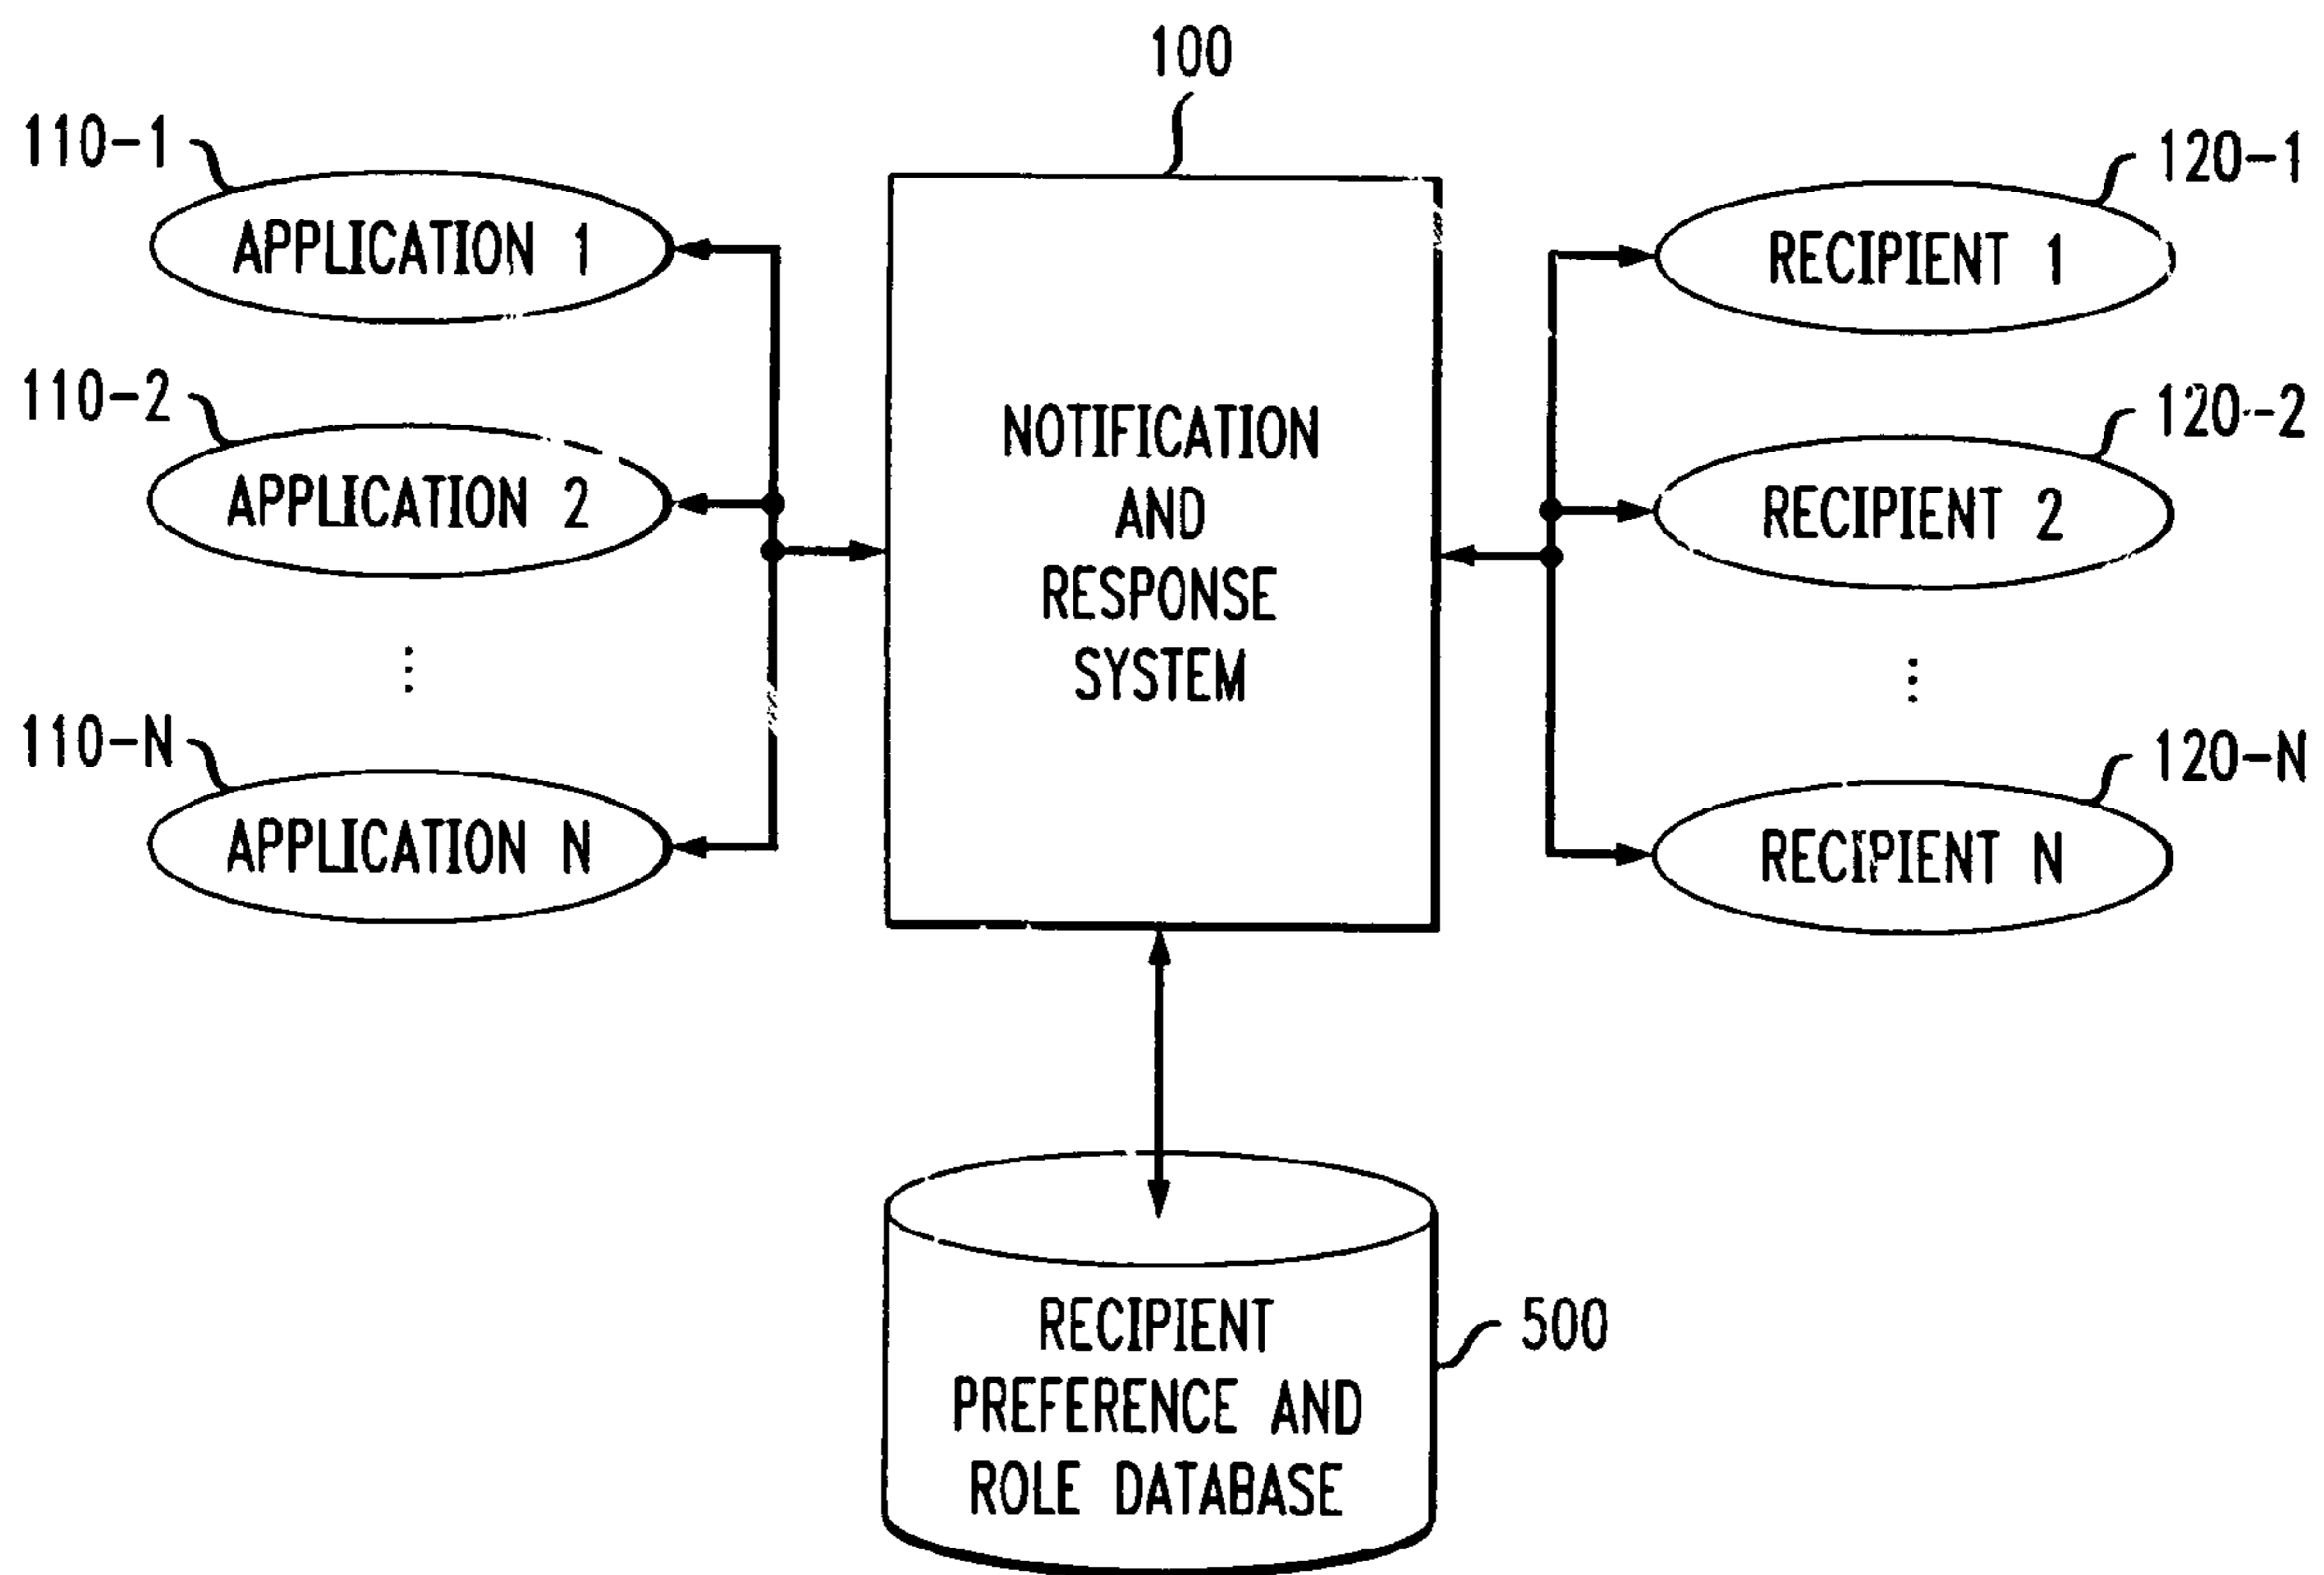 100
110-1
APPLICATION 1
110-2
APPLICATION 2
110-N
APPLICATION N
NOTIFICATION
AND
RESPONSE
SYSTEM
120-1
RECIPIENT 1
120-2
RECIPIENT 2
120-N
RECIPIENT N
RECIPIENT
PREFERENCE AND
ROLE DATABASE
500